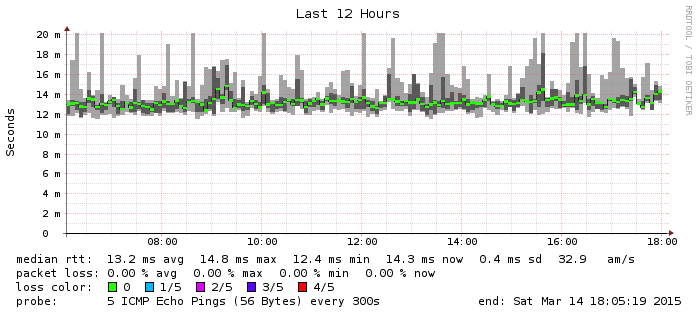 Last 12 Hours
RRDTOOL / TOBI OETIKER
Seconds
20 m
18 m
16 m
14 m
12 m
10 m
8 m
6 m
4 m
2 m
0
08:00 10:00 12:00 14:00 16:00 18:00
median rtt: 13.2 ms avg 14.8 ms max 12.4 ms min 14.3 ms now 0.4 ms sd 32.9 am/s
packet loss: 0.00 % avg 0.00 % max 0.00 % min 0.00 % now
loss color: 0 1/5 2/5 3/5 4/5
probe: 5 ICMP Echo Pings (56 Bytes) every 300s end: Sat Mar 14 18:05:19 2015